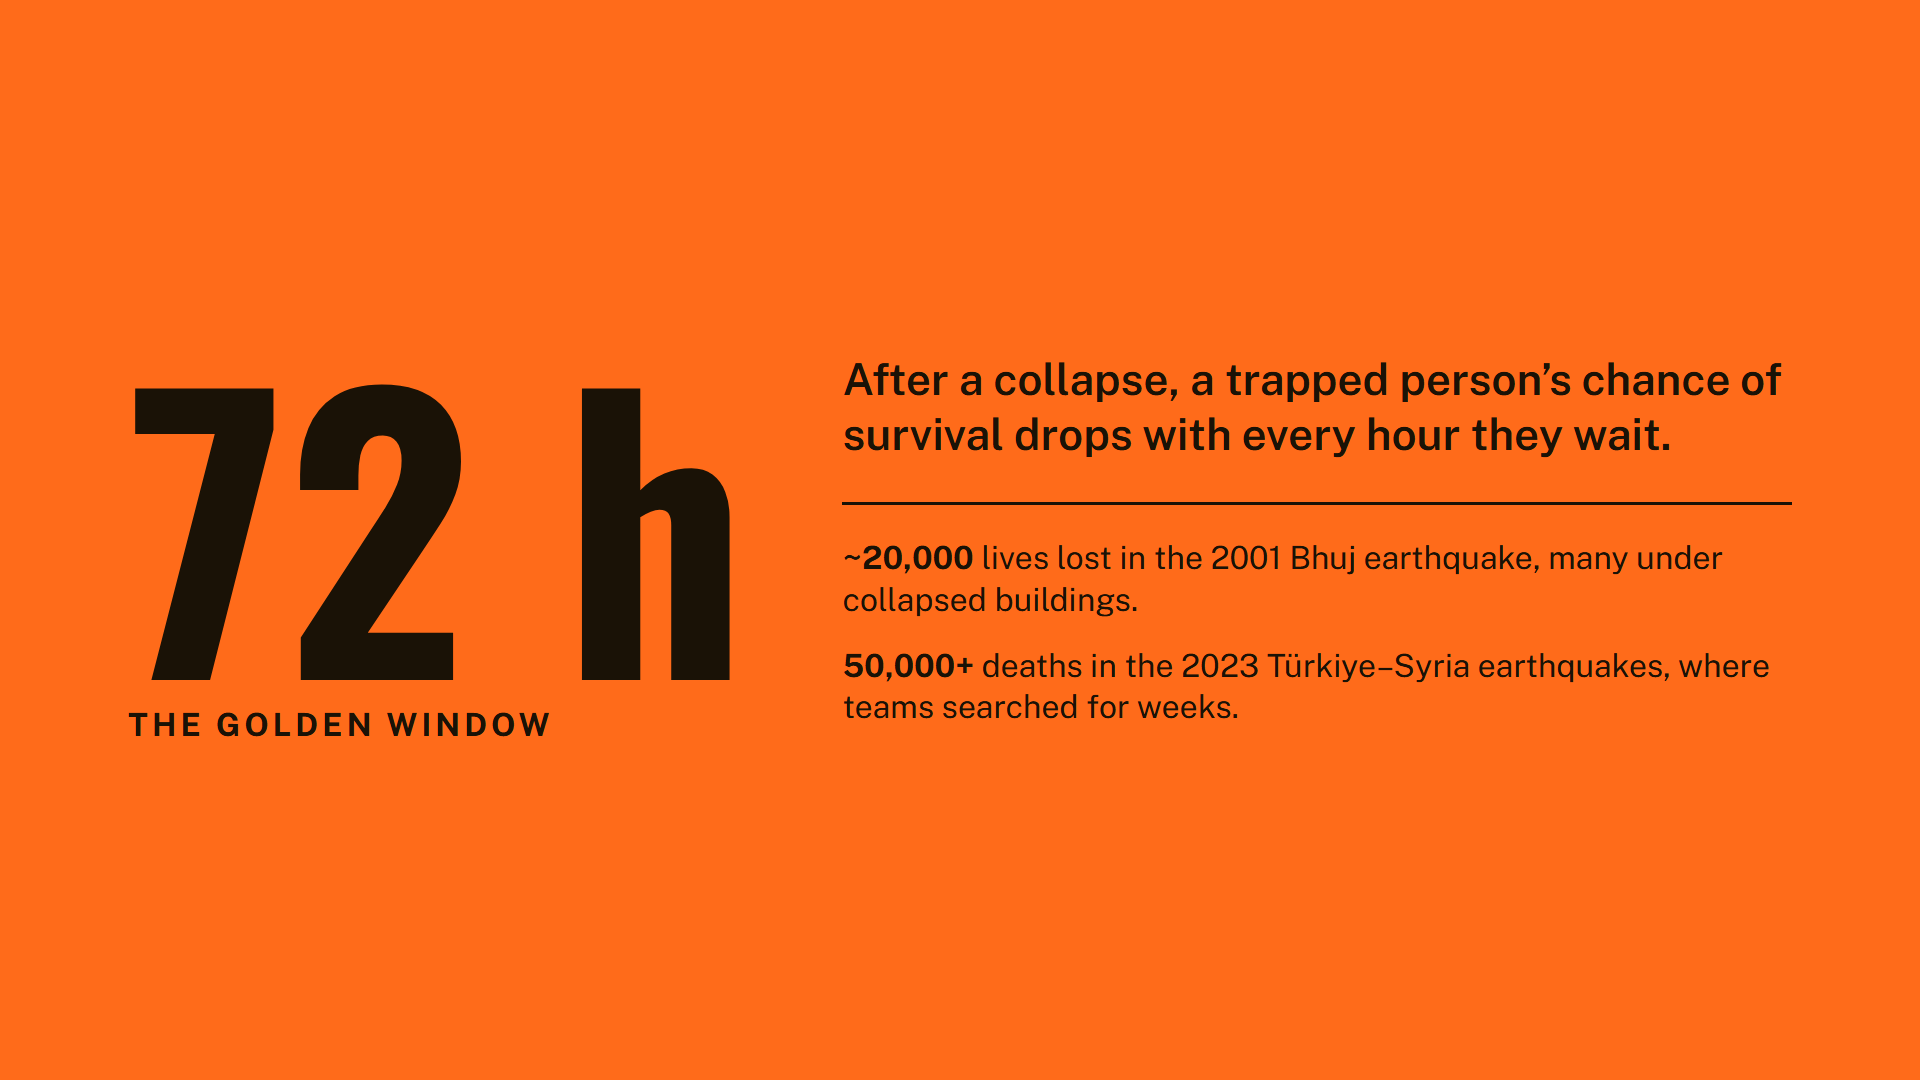 72 h
THE GOLDEN WINDOW
After a collapse, a trapped person’s chance of
survival drops with every hour they wait.
~20,000 lives lost in the 2001 Bhuj earthquake, many under
collapsed buildings.
50,000+ deaths in the 2023 Türkiye–Syria earthquakes, where
teams searched for weeks.